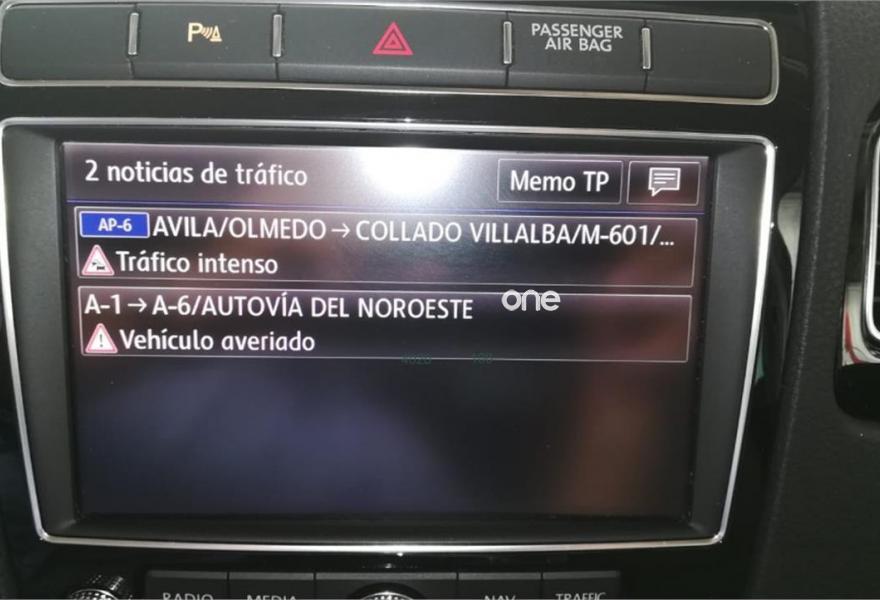 P
PASSENGER
AIR BAG
2 noticias de tráfico
Memo TP
AP-6 AVILA/OLMEDO→COLLADO VILLALBA/M-601/...
Tráfico intenso
A-1→A-6/AUTOVÍA DEL NOROESTE
one
Vehículo averiado
RADIO MEDIA NAV TRAFFIC